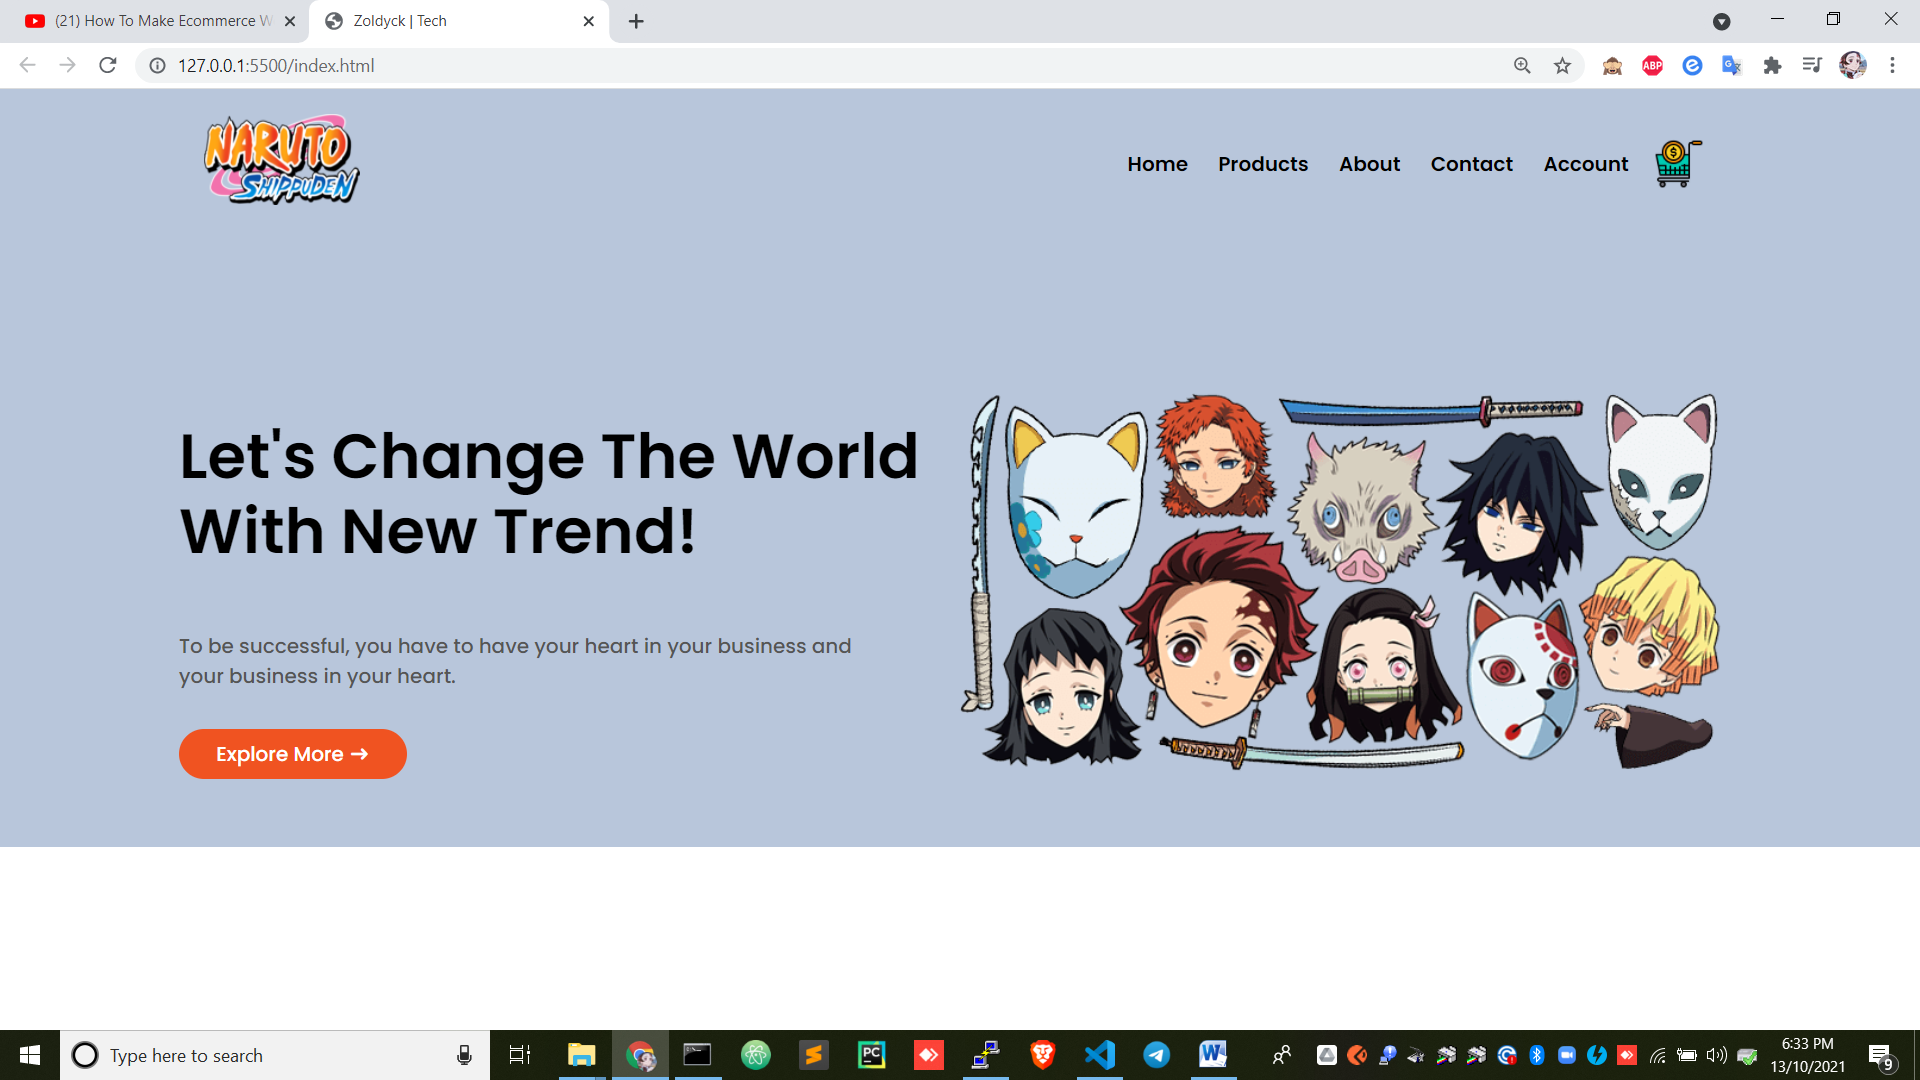 (21) How To Make Ecommerce W
Zoldyck | Tech
127.0.0.1:5500/index.html
ABP
NARUTO
SHIPPUDEN
Home
Products
About
Contact
Account
Let's Change The World
With New Trend!
To be successful, you have to have your heart in your business and
your business in your heart.
Explore More →
Type here to search
PC
W
6:33 PM
13/10/2021
9